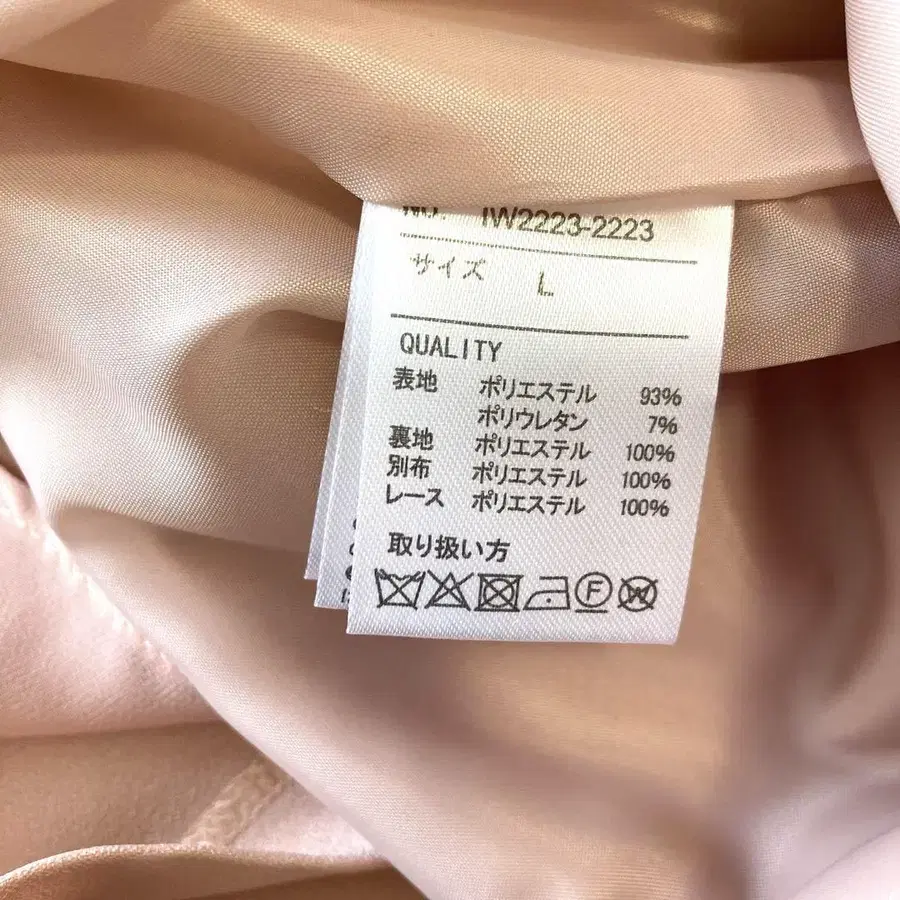 NO. IW2223-2223
サイズ L
QUALITY
表地 ポリエステル 93%
ポリウレタン 7%
裏地 ポリエステル 100%
別布 ポリエステル 100%
レース ポリエステル 100%
取り扱い方
F W